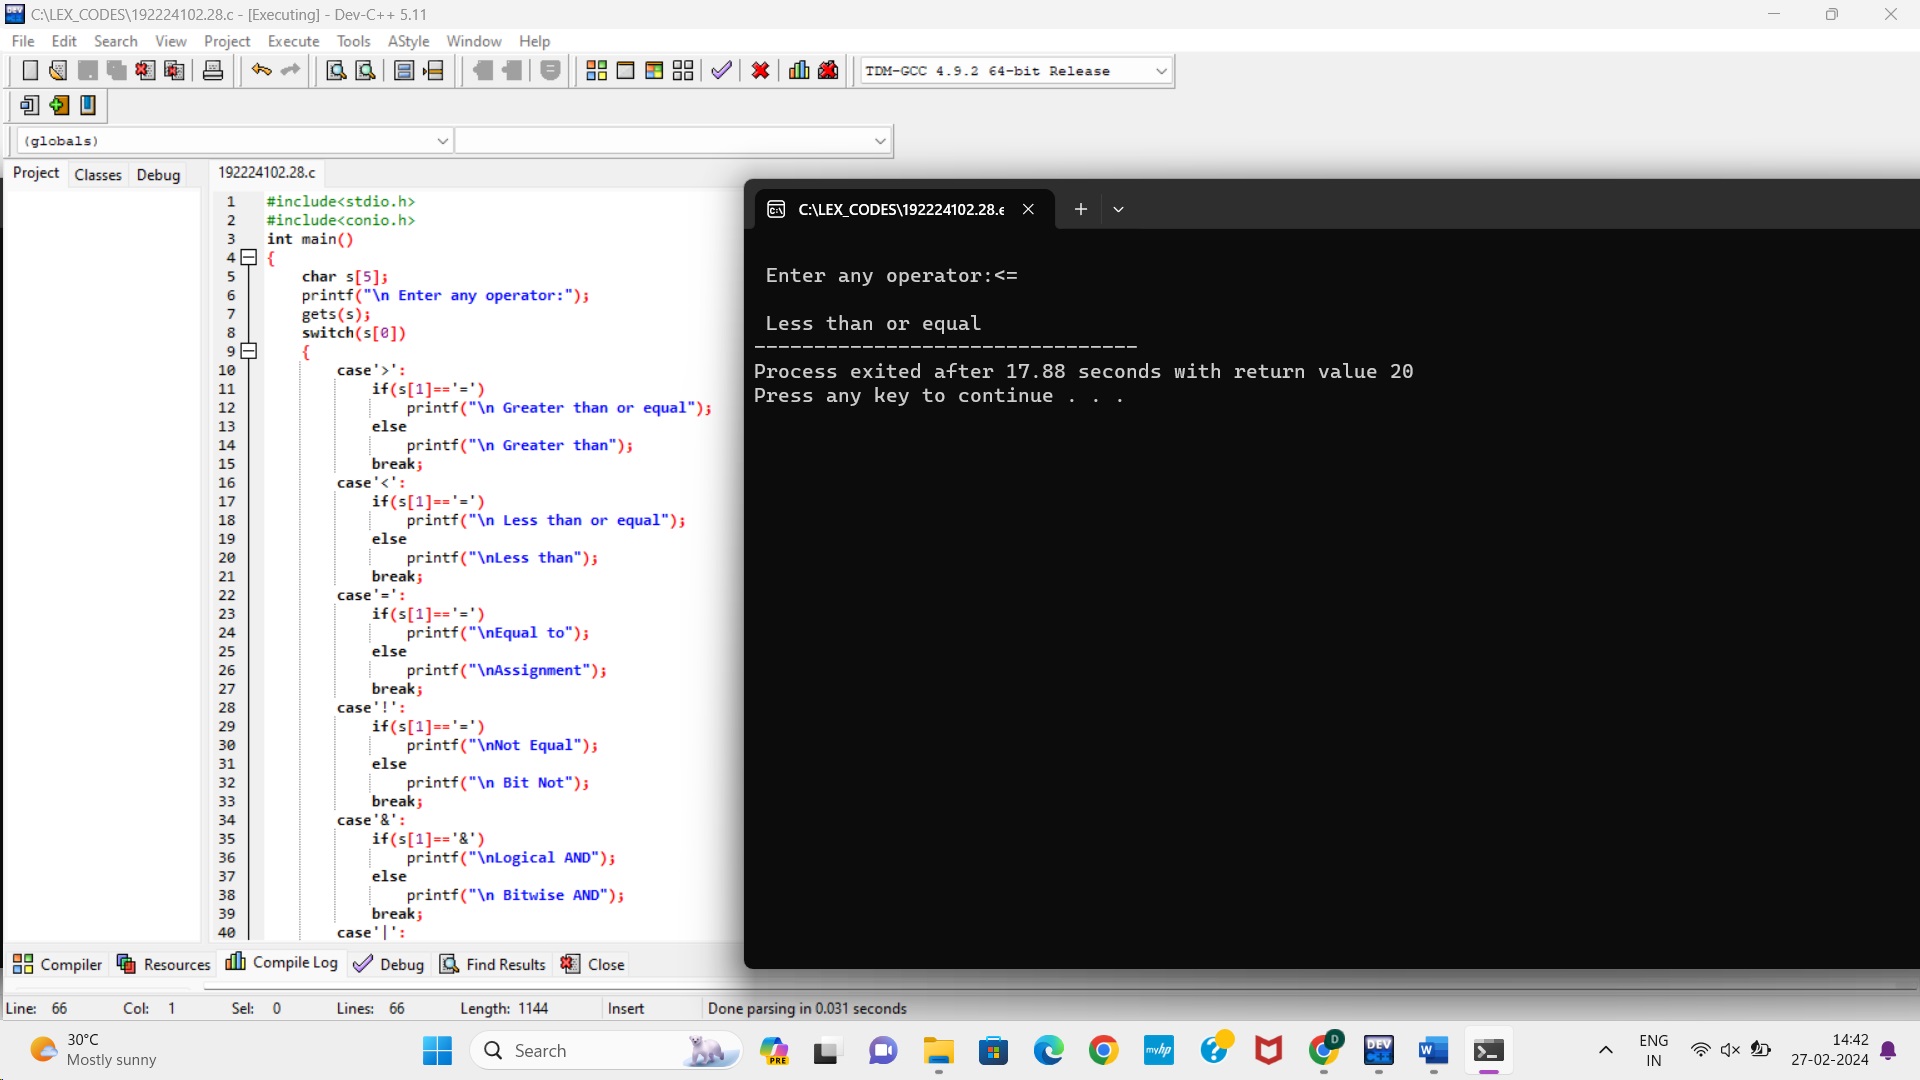 C:\LEX_CODES\192224102.28.c - [Executing] - Dev-C++ 5.11
File Edit Search View Project Execute Tools AStyle Window Help
TDM-GCC 4.9.2 64-bit Release
(globals)
Project Classes Debug
192224102.28.c
1 #include<stdio.h>
2 #include<conio.h>
3 int main()
4 {
5 char s[5];
6 printf("\n Enter any operator:");
7 gets(s);
8 switch(s[0])
9 {
10 case'>':
11 if(s[1]=='=')
12 printf("\n Greater than or equal");
13 else
14 printf("\n Greater than");
15 break;
16 case'<':
17 if(s[1]=='=')
18 printf("\n Less than or equal");
19 else
20 printf("\nLess than");
21 break;
22 case'=':
23 if(s[1]=='=')
24 printf("\nEqual to");
25 else
26 printf("\nAssignment");
27 break;
28 case'!':
29 if(s[1]=='=')
30 printf("\nNot Equal");
31 else
32 printf("\n Bit Not");
33 break;
34 case'&':
35 if(s[1]=='&')
36 printf("\nLogical AND");
37 else
38 printf("\n Bitwise AND");
39 break;
40 case'|':
C:\LEX_CODES\192224102.28.e
Enter any operator:<=
Less than or equal
--------------------------------
Process exited after 17.88 seconds with return value 20
Press any key to continue . . .
Compiler Resources Compile Log Debug Find Results Close
Line: 66 Col: 1 Sel: 0 Lines: 66 Length: 1144 Insert Done parsing in 0.031 seconds
30°C
Mostly sunny
Search
PRE
myhp
D
DEV
W
ENG
IN
14:42
27-02-2024